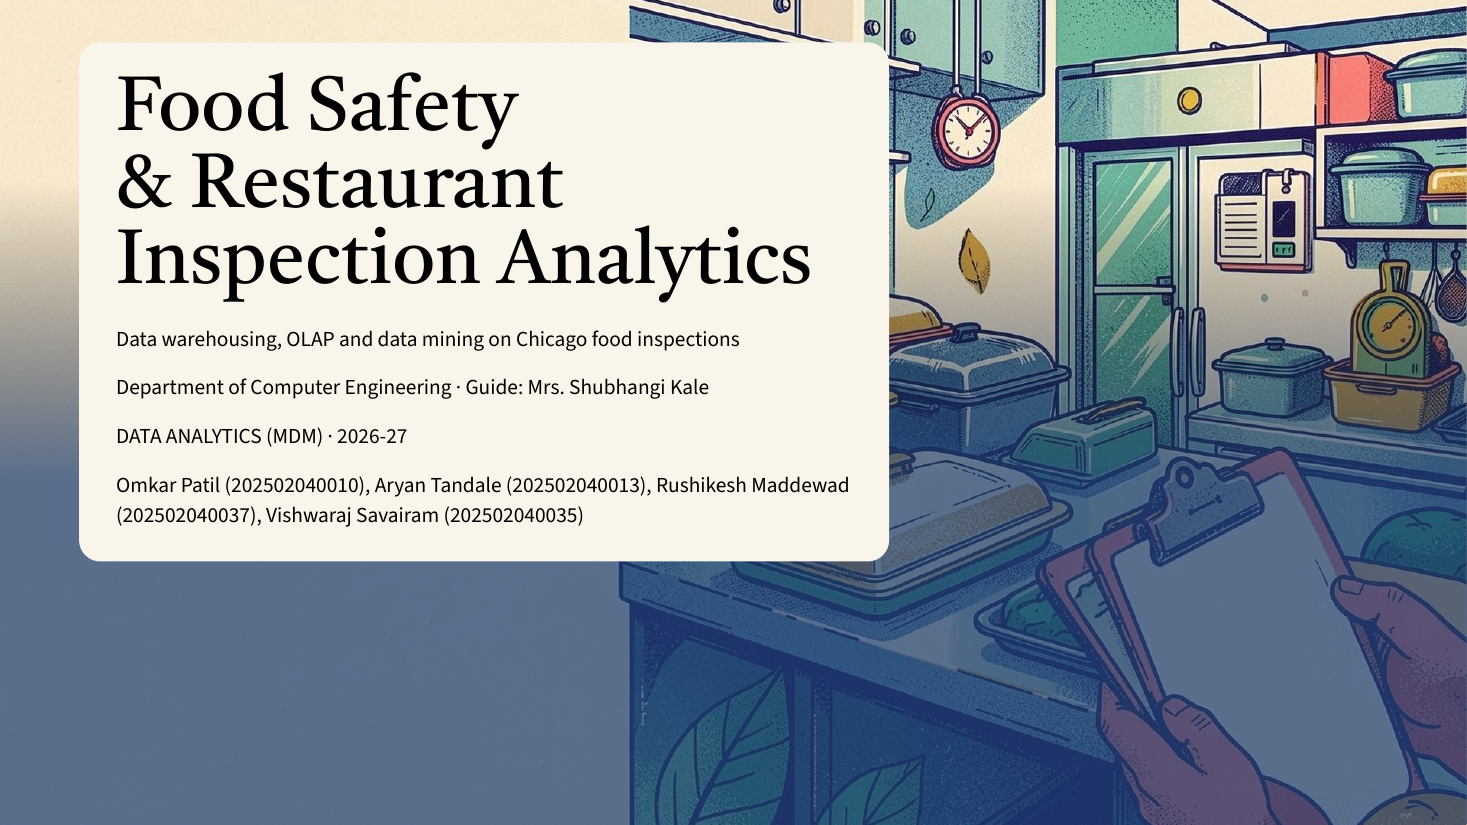 Food Safety
& Restaurant
Inspection Analytics
Data warehousing, OLAP and data mining on Chicago food inspections
Department of Computer Engineering · Guide: Mrs. Shubhangi Kale
DATA ANALYTICS (MDM) · 2026-27
Omkar Patil (202502040010), Aryan Tandale (202502040013), Rushikesh Maddewad
(202502040037), Vishwaraj Savairam (202502040035)